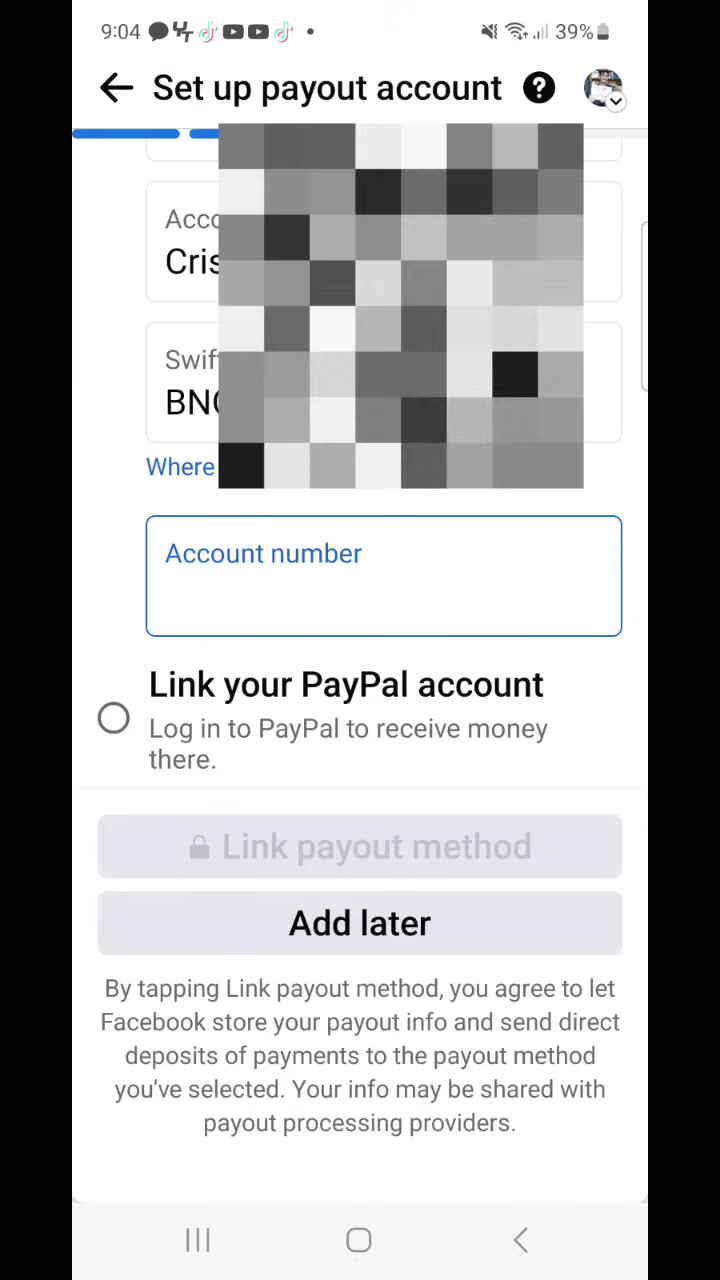 9:04
39%
Set up payout account
Acco
Cris
Swif
BNC
Where
Account number
Link your PayPal account
Log in to PayPal to receive money
there.
Link payout method
Add later
By tapping Link payout method, you agree to let
Facebook store your payout info and send direct
deposits of payments to the payout method
you've selected. Your info may be shared with
payout processing providers.